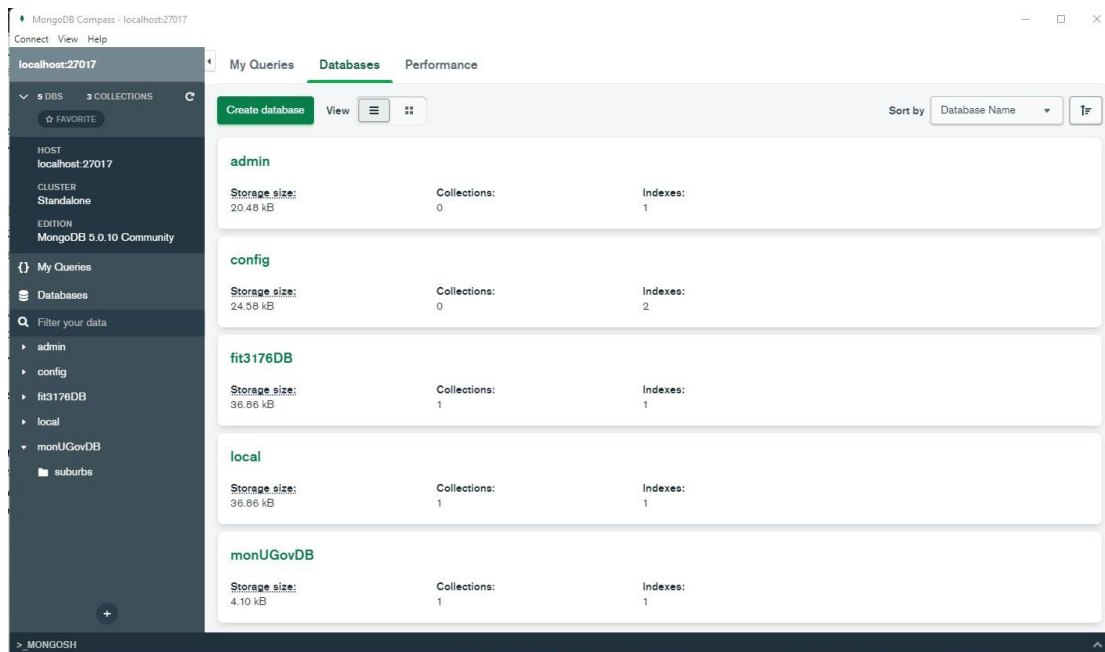 MongoDB Compass - localhost:27017
Connect View Help
localhost:27017
My Queries Databases Performance
5 DBS 3 COLLECTIONS
FAVORITE
Create database View Sort by Database Name
HOST
localhost:27017
CLUSTER
Standalone
EDITION
MongoDB 5.0.10 Community
{} My Queries
Databases
Filter your data
admin
config
fit3176DB
local
monUGovDB
suburbs
+
admin
Storage size: Collections: Indexes:
20.48 kB 0 1
config
Storage size: Collections: Indexes:
24.58 kB 0 2
fit3176DB
Storage size: Collections: Indexes:
36.86 kB 1 1
local
Storage size: Collections: Indexes:
36.86 kB 1 1
monUGovDB
Storage size: Collections: Indexes:
4.10 kB 1 1
>_MONGOSH